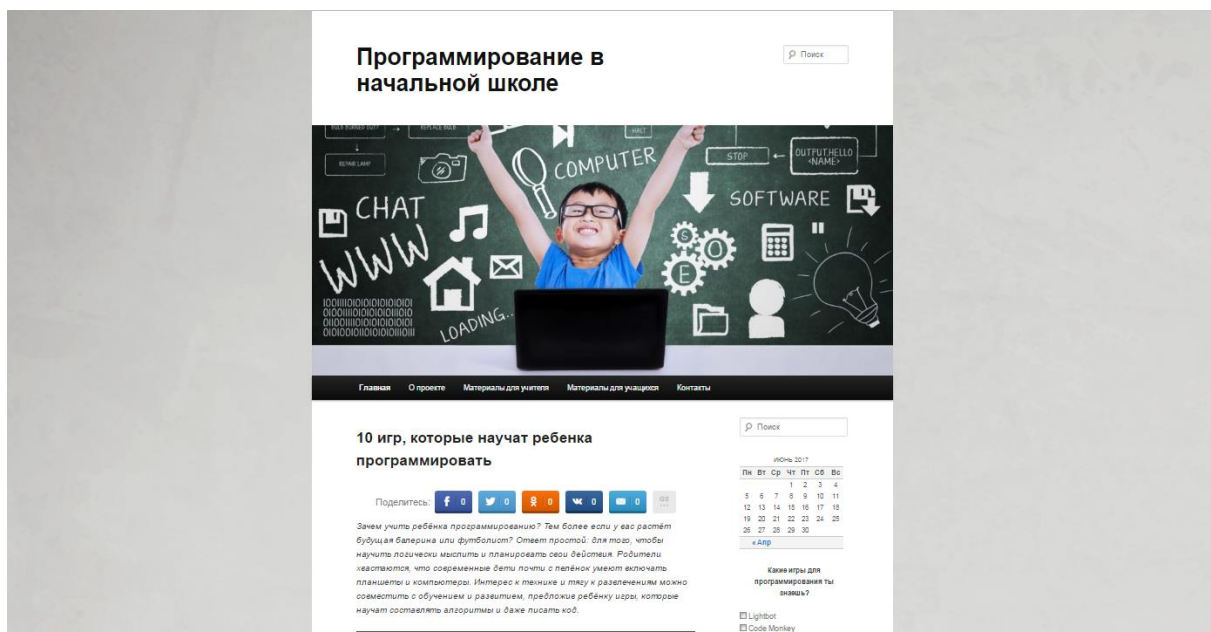 Программирование в
начальной школе
Поиск
BULB BURNED OUT?
REPLACE BULB
HALT
REPAIR LAMP
COMPUTER
STOP
OUTPUT:HELLO
<NAME>
CHAT
SOFTWARE
WWW
S
O
E
LOADING...
Главная О проекте Материалы для учителя Материалы для учащихся Контакты
10 игр, которые научат ребенка
программировать
Поделитесь: 0 0 0 0 0
Зачем учить ребёнка программированию? Тем более если у вас растёт
будущая балерина или футболист? Ответ простой: для того, чтобы
научить логически мыслить и планировать свои действия. Родители
хвастаются, что современные дети почти с пелёнок умеют включать
планшеты и компьютеры. Интерес к технике и тягу к развлечениям можно
совместить с обучением и развитием, предложив ребёнку игры, которые
научат составлять алгоритмы и даже писать код.
Поиск
Июнь 2017
Пн Вт Ср Чт Пт Сб Вс
1 2 3 4
5 6 7 8 9 10 11
12 13 14 15 16 17 18
19 20 21 22 23 24 25
26 27 28 29 30
« Апр
Какие игры для
программирования ты
знаешь?
Lightbot
Code Monkey